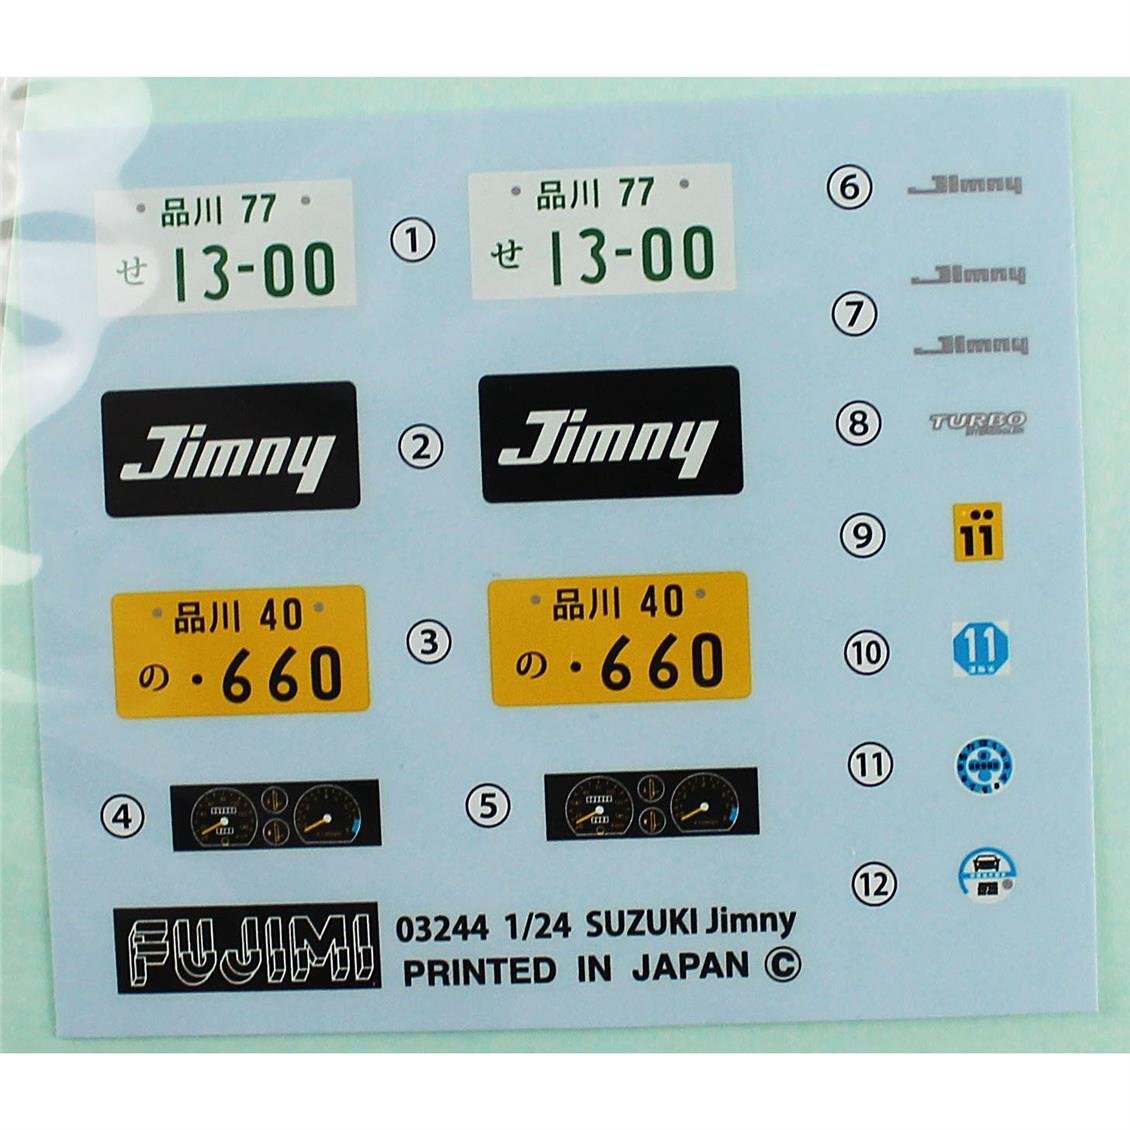 品川 77
せ 13-00
①
品川 77
せ 13-00
⑥
Jimny
Jimny
⑦
Jimny
Jimny
②
Jimny
⑧
TURBO
INTERCOOLER
⑨
11
品川 40
の ・660
③
品川 40
の ・660
⑩
11
④
⑤
⑪
⑫
FUJIMI
03244 1/24 SUZUKI Jimny
PRINTED IN JAPAN ©